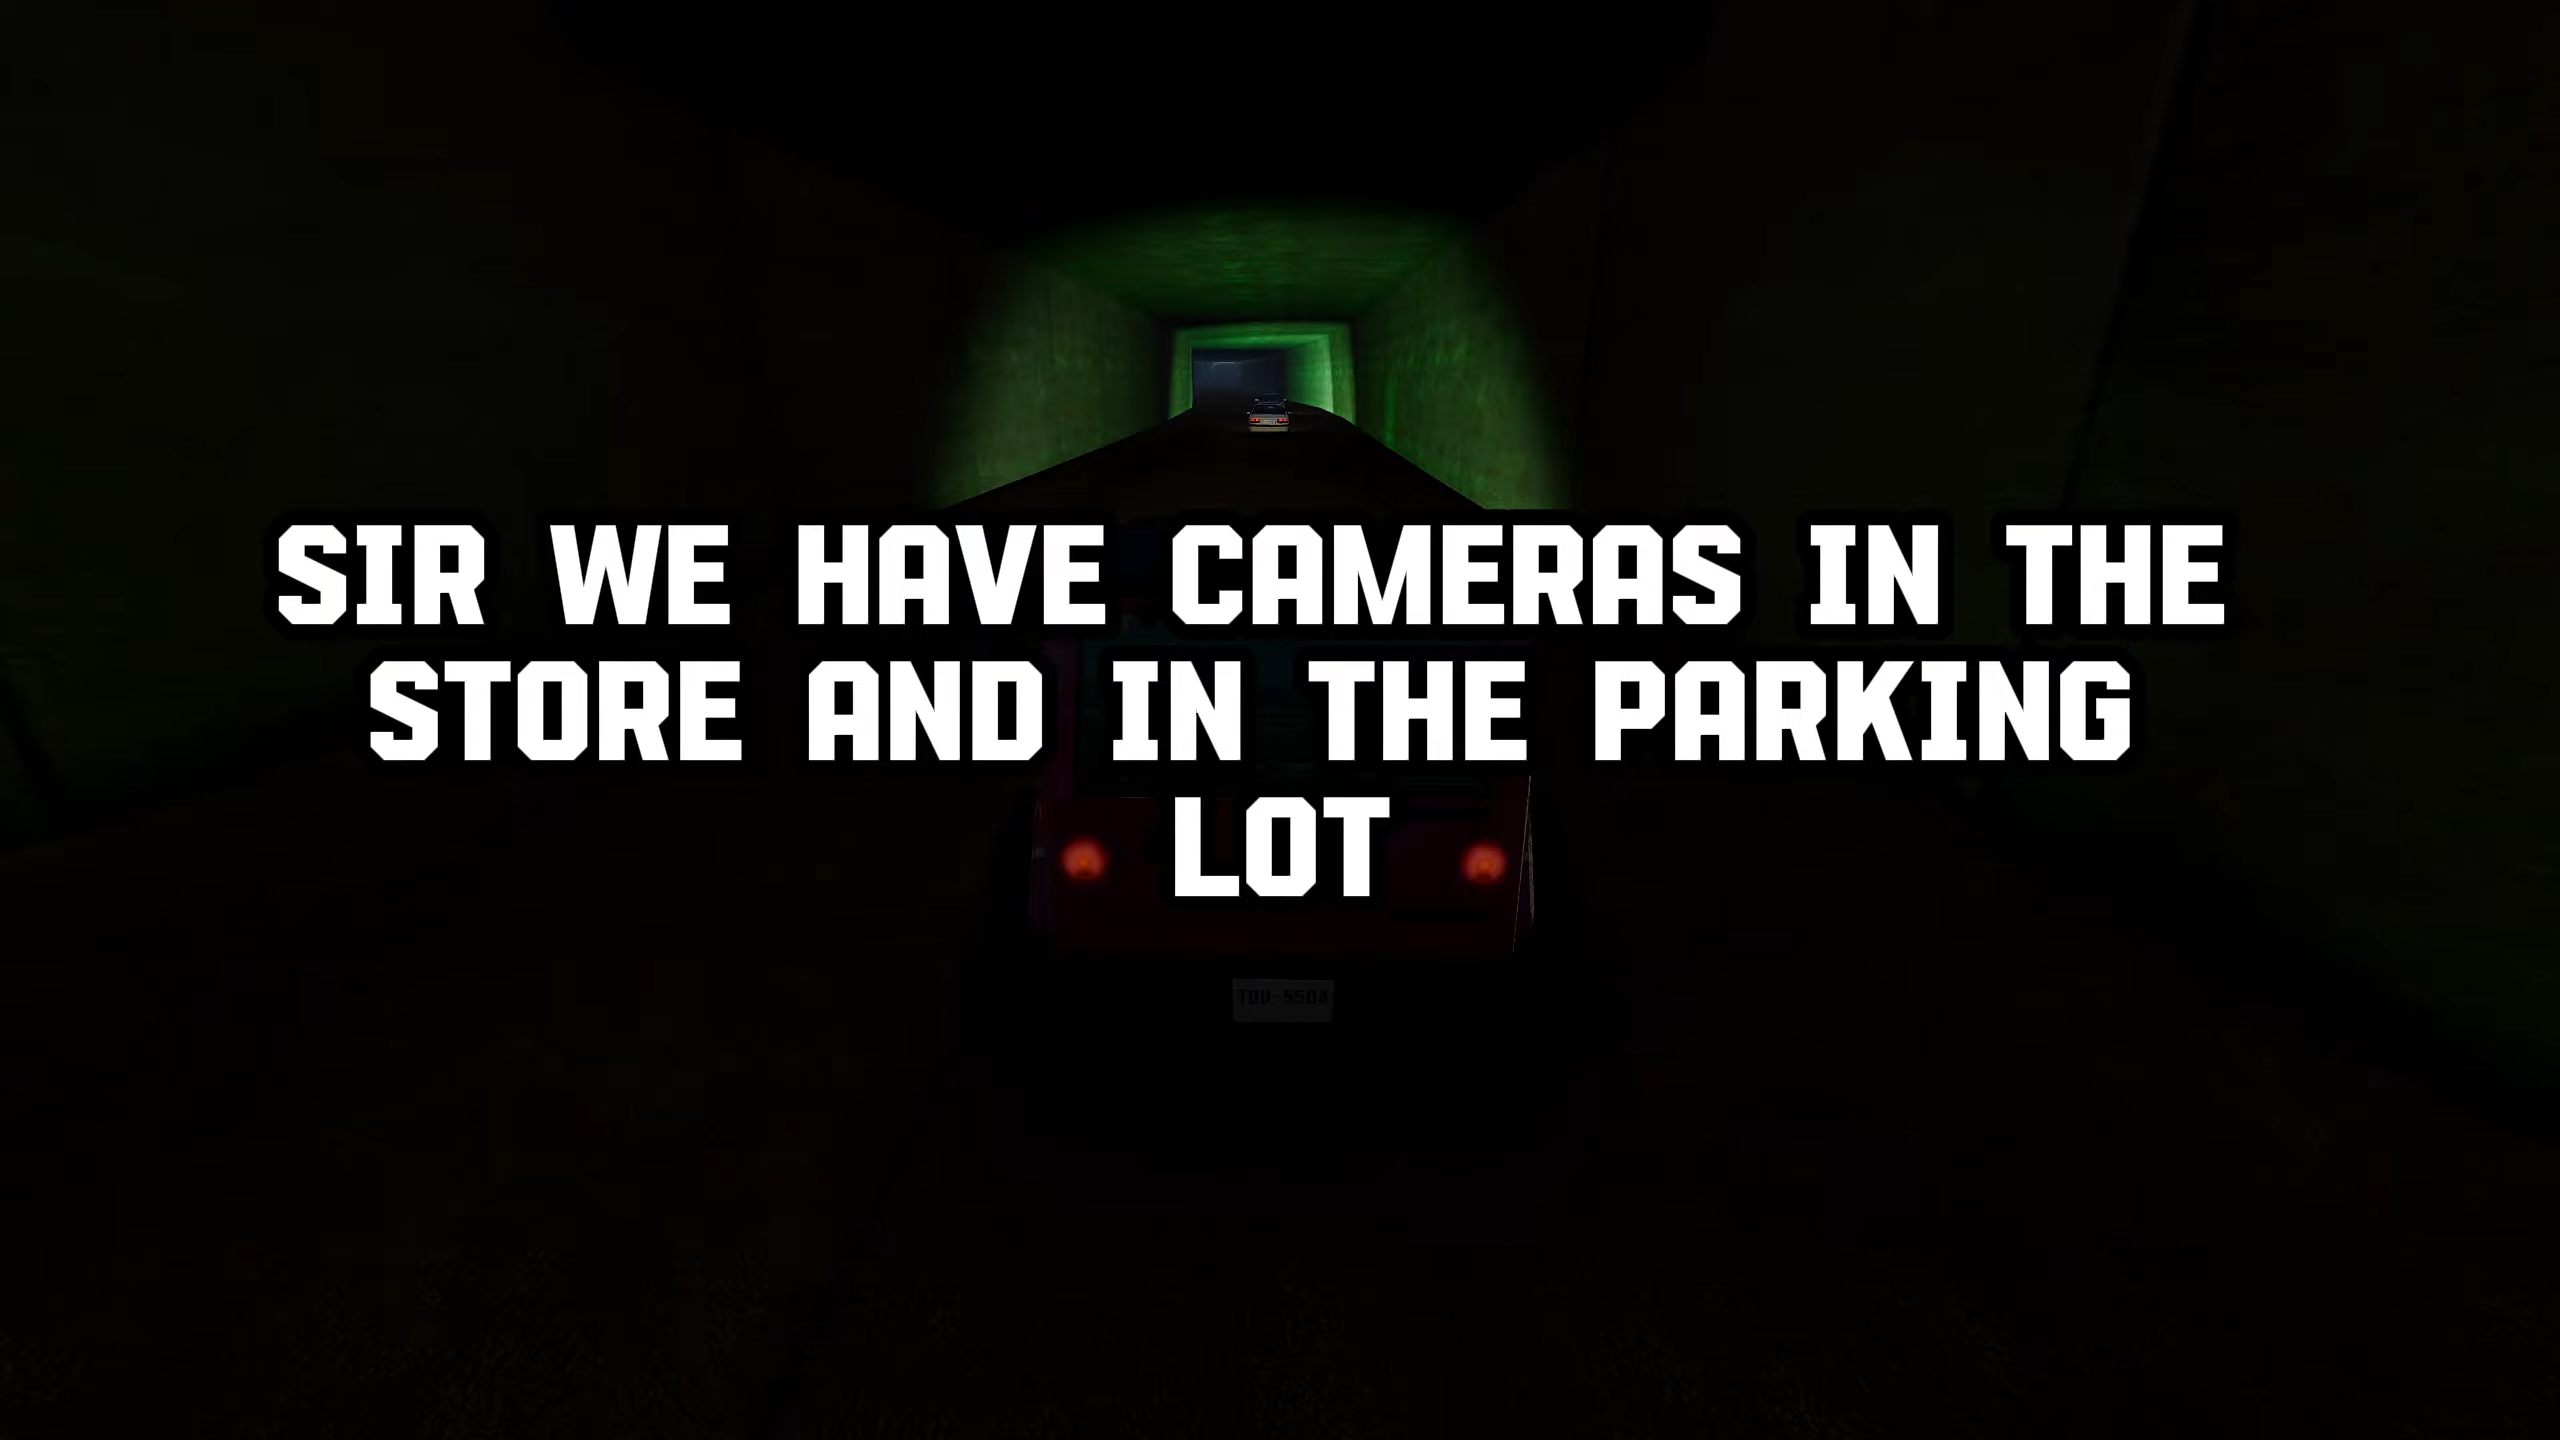 SIR WE HAVE CAMERAS IN THE
STORE AND IN THE PARKING
LOT